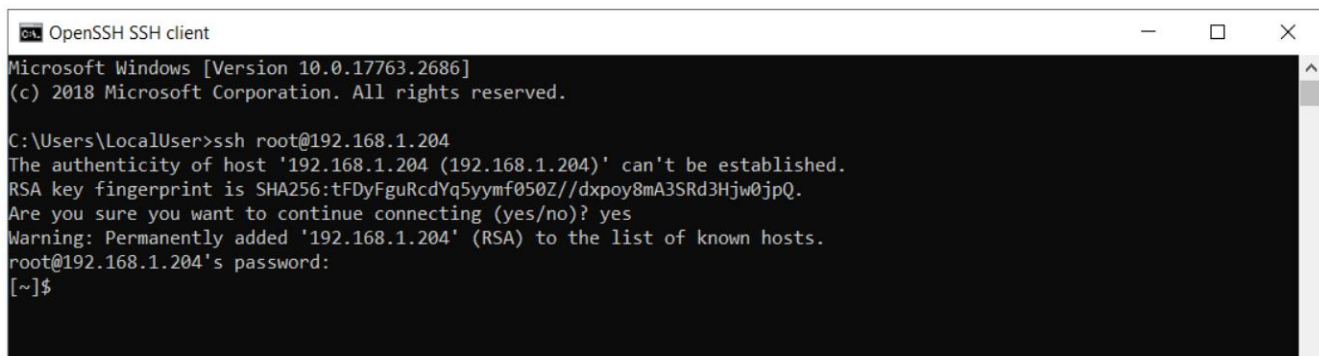 OpenSSH SSH client
Microsoft Windows [Version 10.0.17763.2686]
(c) 2018 Microsoft Corporation. All rights reserved.
C:\Users\LocalUser>ssh root@192.168.1.204
The authenticity of host '192.168.1.204 (192.168.1.204)' can't be established.
RSA key fingerprint is SHA256:tFDyFguRcdYq5yymf050Z//dxpoy8mA3SRd3Hjw0jpQ.
Are you sure you want to continue connecting (yes/no)? yes
Warning: Permanently added '192.168.1.204' (RSA) to the list of known hosts.
root@192.168.1.204's password:
[~]$